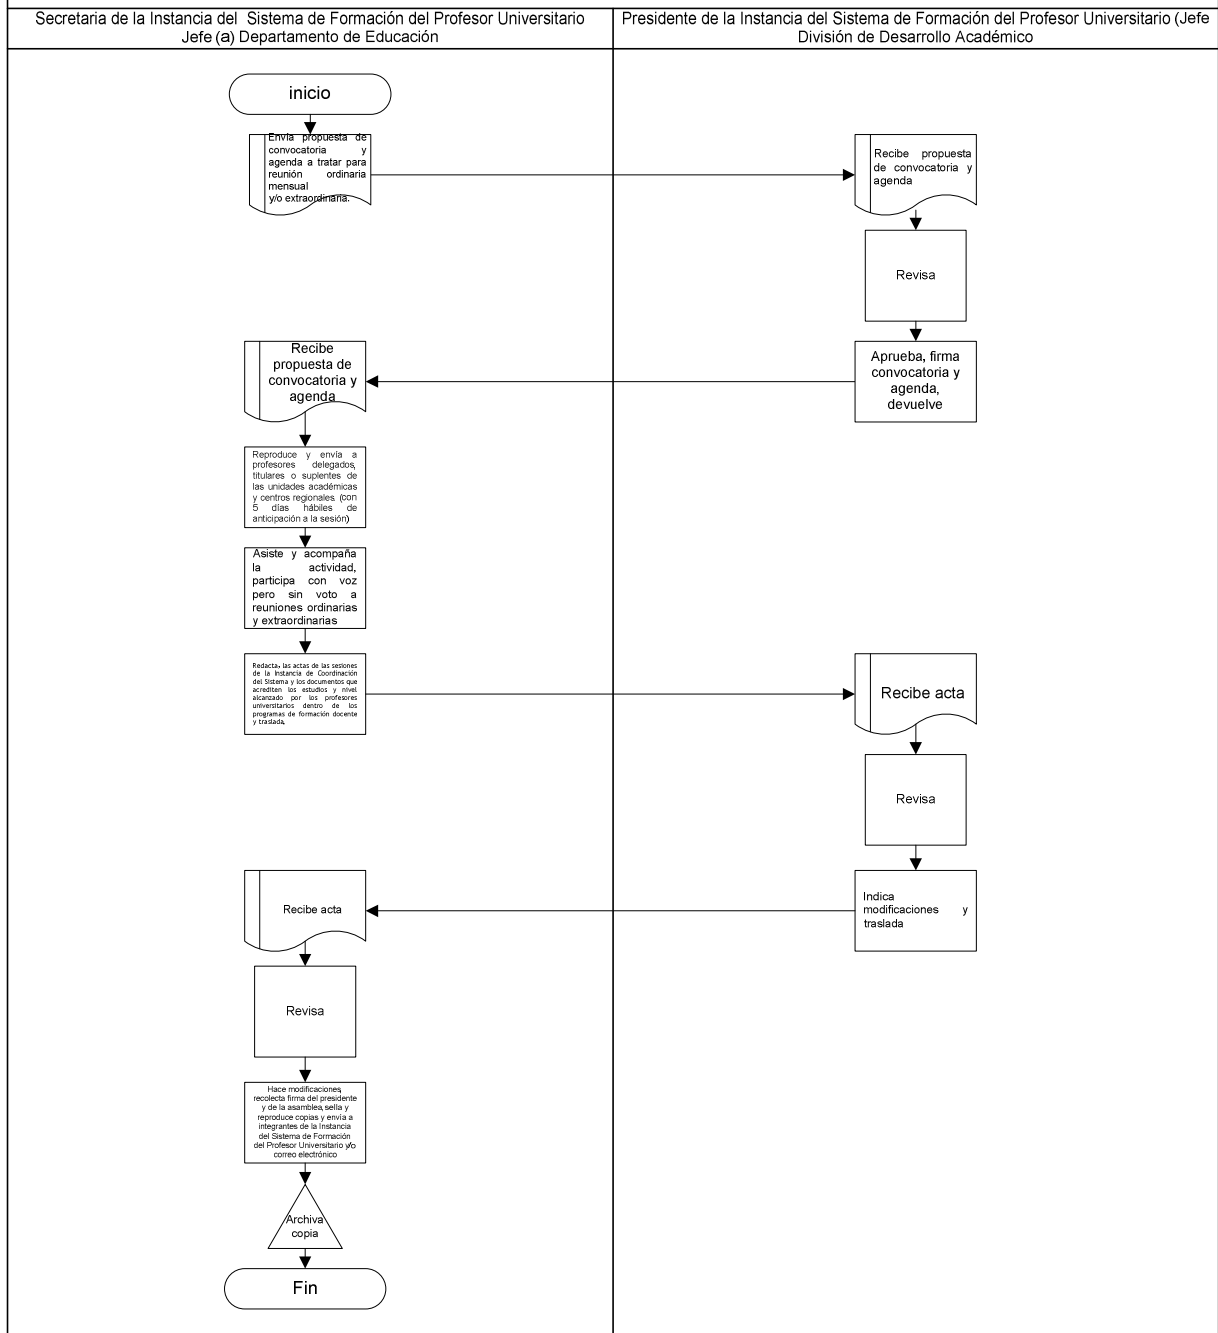 Secretaria de la Instancia del  Sistema de Formación del Profesor Universitario
Jefe (a) Departamento de Educación
Presidente de la Instancia del Sistema de Formación del Profesor Universitario (Jefe
División de Desarrollo Académico
inicio
Envía propuesta de
convocatoria y
agenda a tratar para
reunión ordinaria
mensual
y/o extraordinaria.
Recibe propuesta
de convocatoria y
agenda
Revisa
Aprueba, firma
convocatoria y
agenda,
devuelve
Recibe
propuesta de
convocatoria y
agenda
Reproduce y envía a
profesores delegados,
titulares o suplentes de
las unidades académicas
y centros regionales. (con
5 días hábiles de
anticipación a la sesión)
Asiste y acompaña
la actividad,
participa con voz
pero sin voto a
reuniones ordinarias
y extraordinarias
Redacta, las actas de las sesiones
de la Instancia de Coordinación
del Sistema y los documentos que
acrediten los estudios y nivel
alcanzado por los profesores
universitarios dentro de los
programas de formación docente
y traslada.
Recibe acta
Revisa
Indica
modificaciones y
traslada
Recibe acta
Revisa
Hace modificaciones,
recolecta firma del presidente
y de la asamblea, sella y
reproduce copias y envía a
integrantes de la Instancia
del Sistema de Formación
del Profesor Universitario y/o
correo electrónico
Archiva
copia
Fin